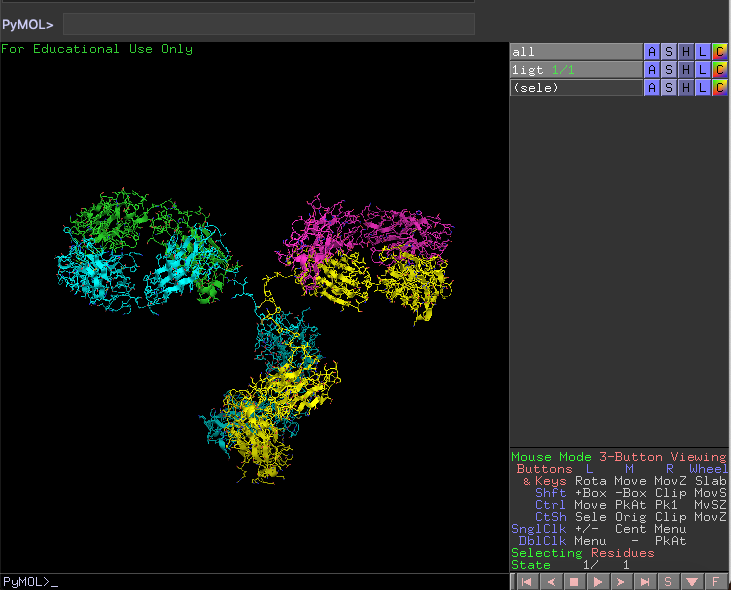 PyMOL>
For Educational Use Only
all A S H L C
1igt 1/1 A S H L C
(sele) A S H L C
Mouse Mode 3-Button Viewing
Buttons L M R Wheel
& Keys Rota Move MovZ Slab
Shft +Box -Box Clip MovS
Ctrl Move PkAt Pk1 MvSZ
CtSh Sele Orig Clip MovZ
SnglClk +/- Cent Menu
DblClk Menu - PkAt
Selecting Residues
State 1/ 1
PyMOL>_ S F